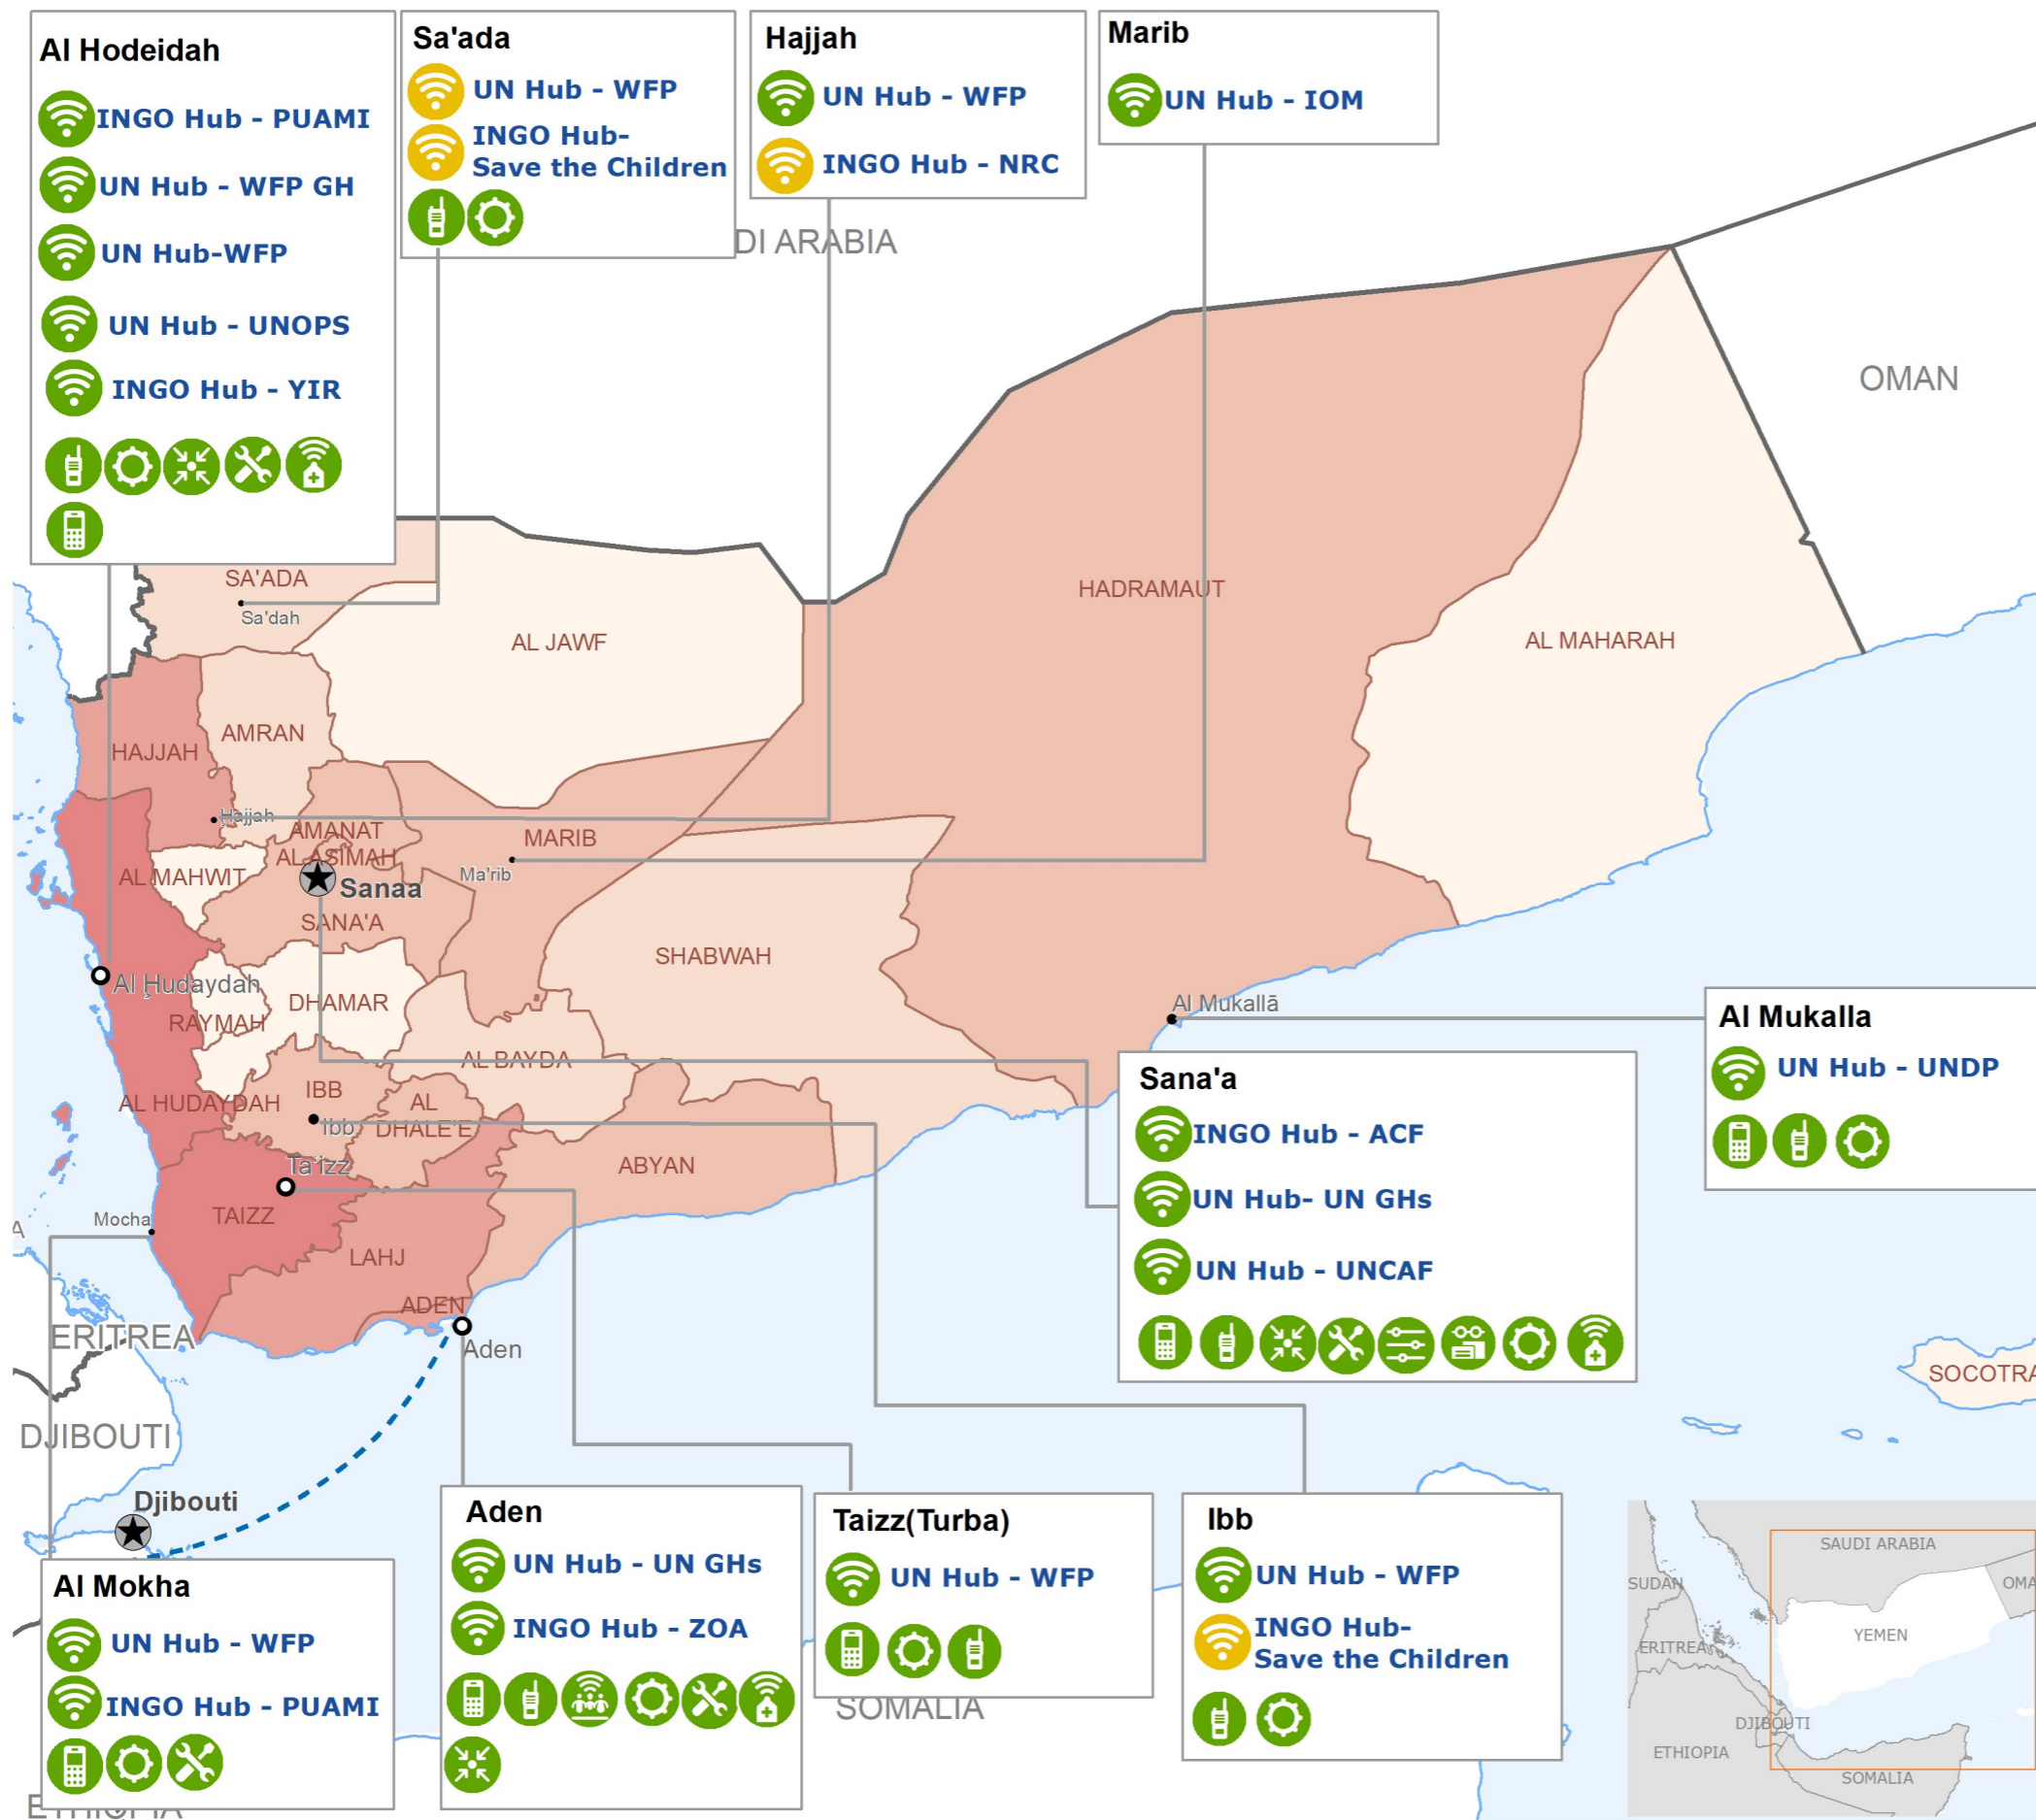 Al Hodeidah
INGO Hub - PUAMI
UN Hub - WFP GH
UN Hub-WFP
UN Hub - UNOPS
INGO Hub - YIR
Sa'ada
UN Hub - WFP
INGO Hub-
Save the Children
Hajjah
UN Hub - WFP
INGO Hub - NRC
Marib
UN Hub - IOM
DI ARABIA
OMAN
SA'ADA
Sa'dah
AL JAWF
HADRAMAUT
AL MAHARAH
AMRAN
HAJJAH
Hajjah
AMANAT
AL ASIMAH
MARIB
Ma'rib
AL MAHWIT
Sanaa
SANA'A
SHABWAH
Al Ḩudaydah
DHAMAR
RAYMAH
Al Mukallā
AL BAYDA
IBB
Ibb
AL HUDAYDAH
AL
DHALE'E
Ta'izz
ABYAN
TAIZZ
Mocha
LAHJ
ADEN
Aden
A
ERITREA
DJIBOUTI
Djibouti
SOCOTRA
SOMALIA
ETHIOPIA
Al Mukalla
UN Hub - UNDP
Sana'a
INGO Hub - ACF
UN Hub- UN GHs
UN Hub - UNCAF
Al Mokha
UN Hub - WFP
INGO Hub - PUAMI
Aden
UN Hub - UN GHs
INGO Hub - ZOA
Taizz(Turba)
UN Hub - WFP
Ibb
UN Hub - WFP
INGO Hub-
Save the Children
SAUDI ARABIA
SUDAN
OMA
ERITREA
YEMEN
DJIBOUTI
ETHIOPIA
SOMALIA